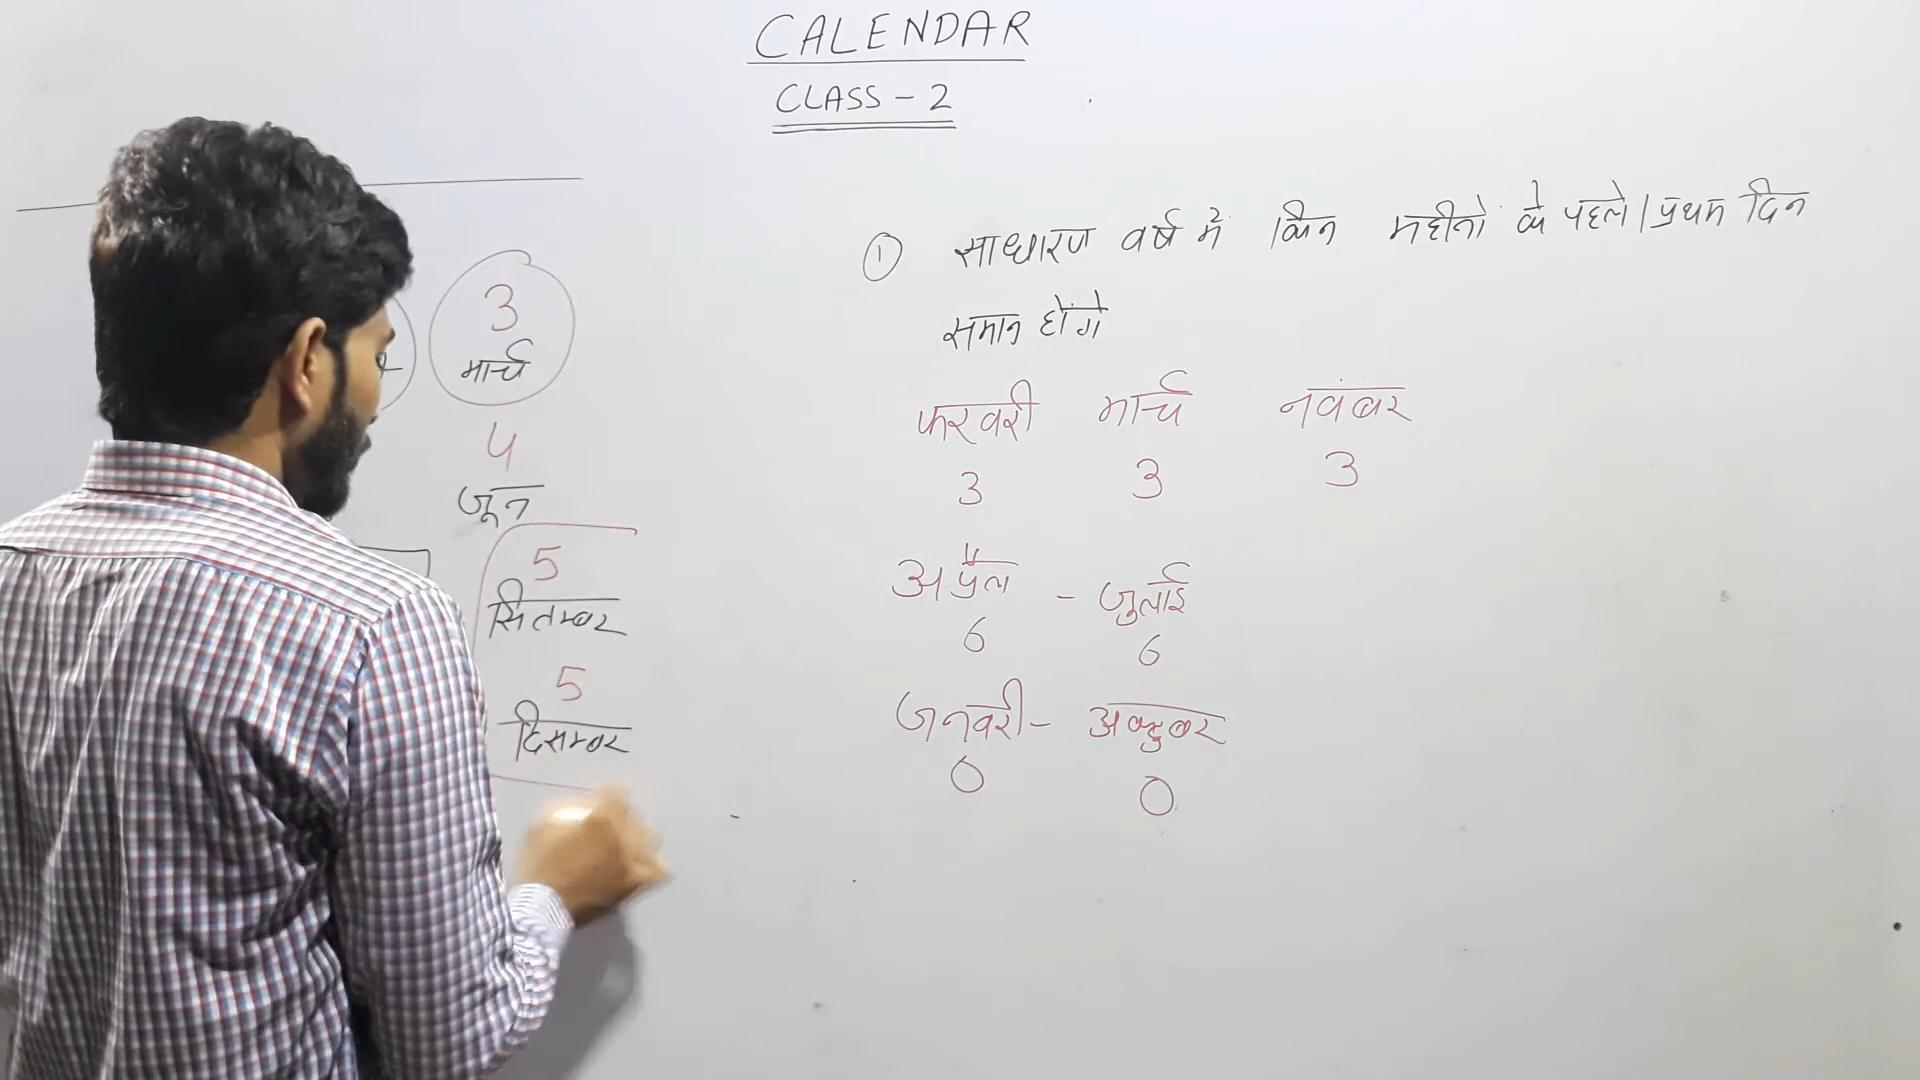 CALENDAR
CLASS - 2
3
मार्च
4
जून
5
सितम्बर
5
दिसम्बर
① साधारण वर्ष में किन महीनो के पहले/प्रथम दिन
समान होंगे
फरवरी मार्च नवंबर
3 3 3
अप्रैल - जुलाई
6 6
जनवरी - अक्टुबर
0 0